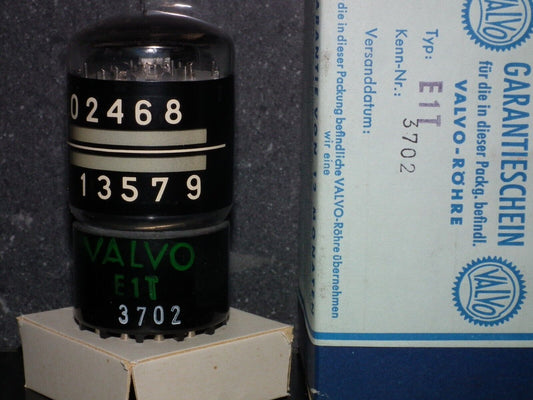 02468
13579
VALVO
E1T
3702
VALVO
GARANTIESCHEIN
für die in dieser Packg. befindl.
VALVO-RÖHRE
Typ: E1T
Kenn-Nr.: 3702
Versanddatum:
die in dieser Packung befindliche VALVO-Röhre übernehmen
wir eine
VALVO